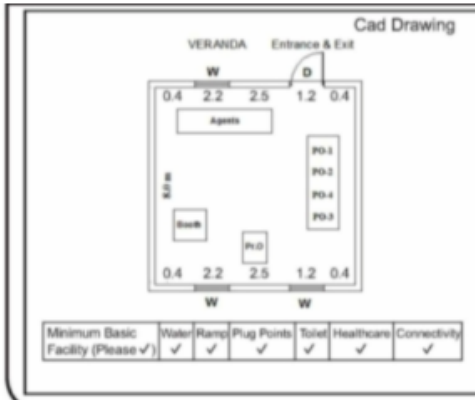 Cad Drawing
VERANDA Entrance & Exit
W D
0.4 2.2 2.5 1.2 0.4
Agents
PO-1
PO-2
PO-4
PO-3
Booth
Pr.O
0.4 2.2 2.5 1.2 0.4
W W
Minimum Basic Facility (Please ✓) Water Ramp Plug Points Toilet Healthcare Connectivity
✓ ✓ ✓ ✓ ✓ ✓